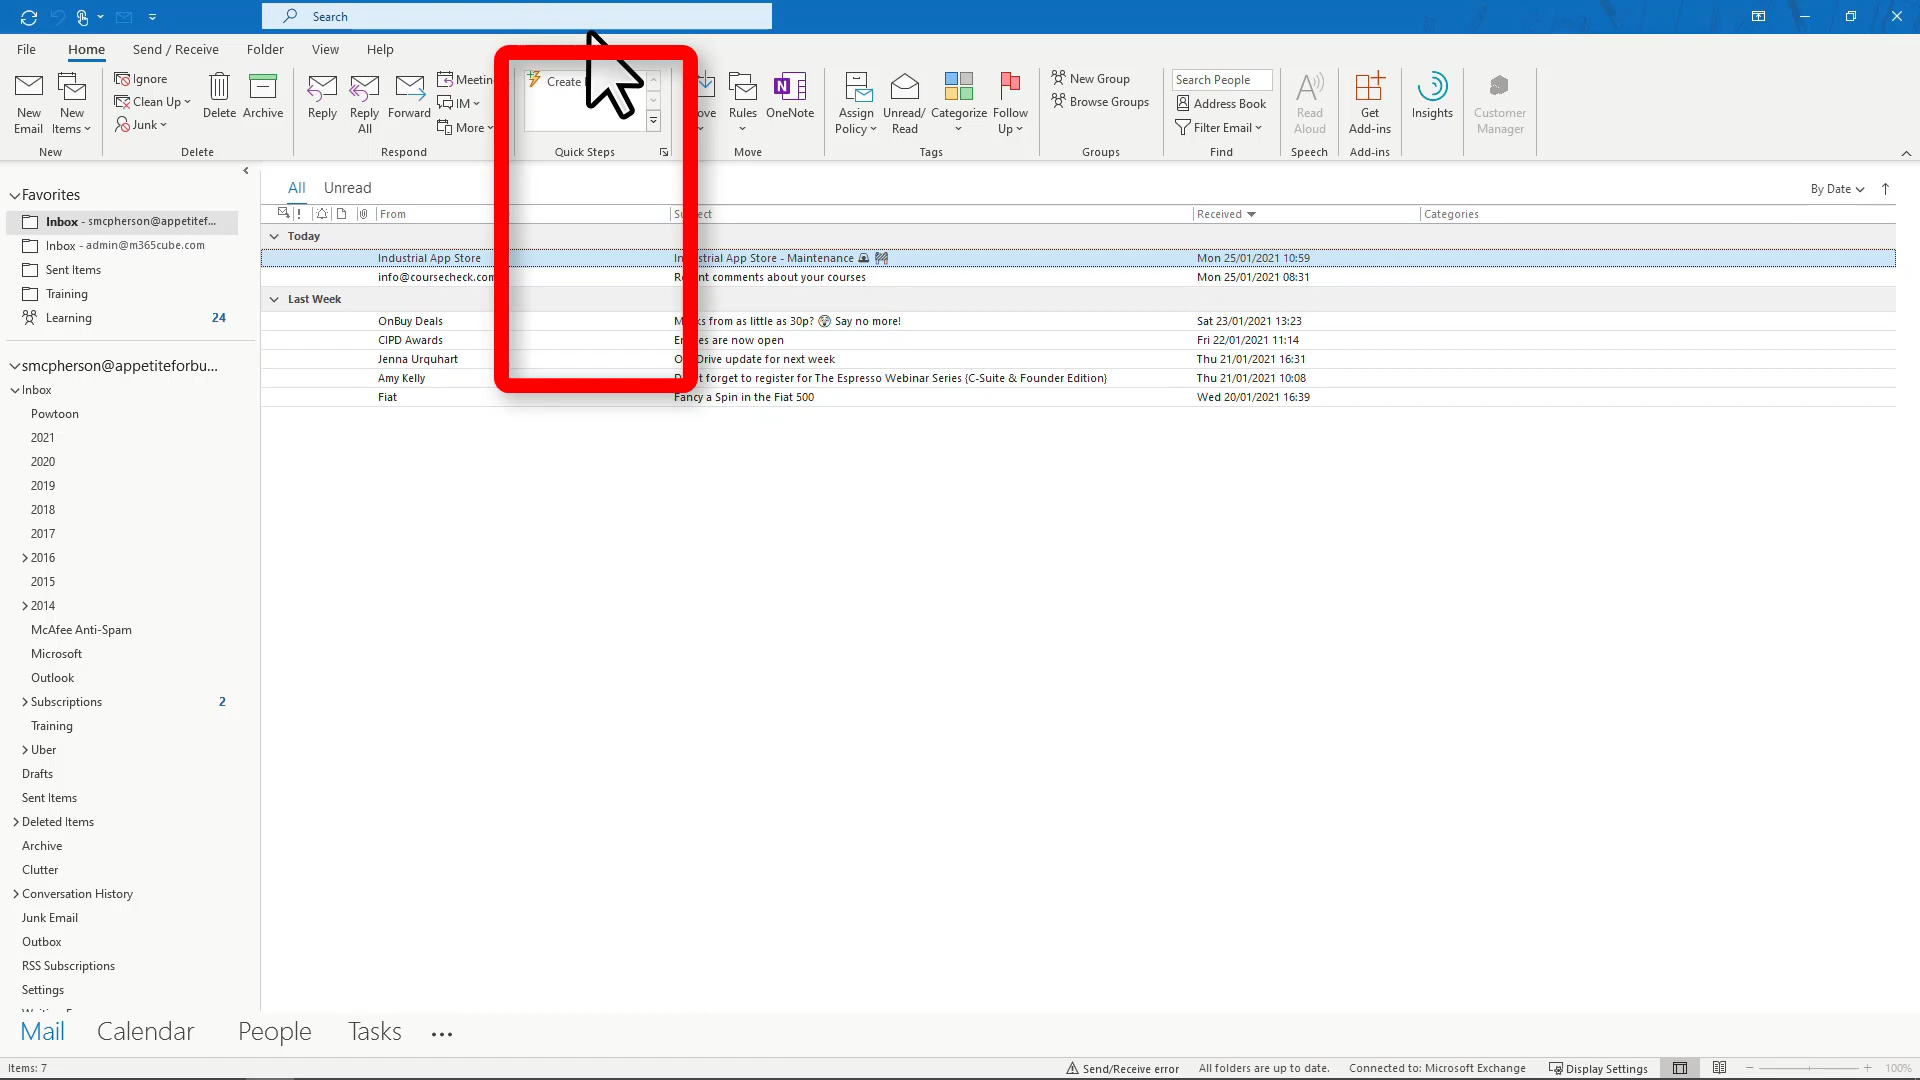 Search
File Home Send / Receive Folder View Help
New Email
New Items
Ignore
Clean Up
Junk
Delete
Archive
Reply
Reply All
Forward
IM
More
Create
Rules
OneNote
Assign Policy
Unread/ Read
Categorize
Follow Up
New Group
Browse Groups
Search People
Address Book
Filter Email
Read Aloud
Get Add-ins
Insights
Customer Manager
New Delete Respond Quick Steps Move Tags Groups Find Speech Add-ins
Favorites
Inbox - smcpherson@appetitef...
Inbox - admin@m365cube.com
Sent Items
Training
Learning 24
smcpherson@appetiteforbu...
Inbox
Powtoon
2021
2020
2019
2018
2017
2016
2015
2014
McAfee Anti-Spam
Microsoft
Outlook
Subscriptions 2
Training
Uber
Drafts
Sent Items
Deleted Items
Archive
Clutter
Conversation History
Junk Email
Outbox
RSS Subscriptions
Settings
All Unread By Date
! From Received Categories
Today
Industrial App Store App Store - Maintenance Mon 25/01/2021 10:59
info@coursecheck.com comments about your courses Mon 25/01/2021 08:31
Last Week
OnBuy Deals from as little as 30p? Say no more! Sat 23/01/2021 13:23
CIPD Awards are now open Fri 22/01/2021 11:14
Jenna Urquhart update for next week Thu 21/01/2021 16:31
Amy Kelly forget to register for The Espresso Webinar Series {C-Suite & Founder Edition} Thu 21/01/2021 10:08
Fiat Fancy a Spin in the Fiat 500 Wed 20/01/2021 16:39
Mail Calendar People Tasks ...
Items: 7 Send/Receive error All folders are up to date. Connected to: Microsoft Exchange Display Settings 100%